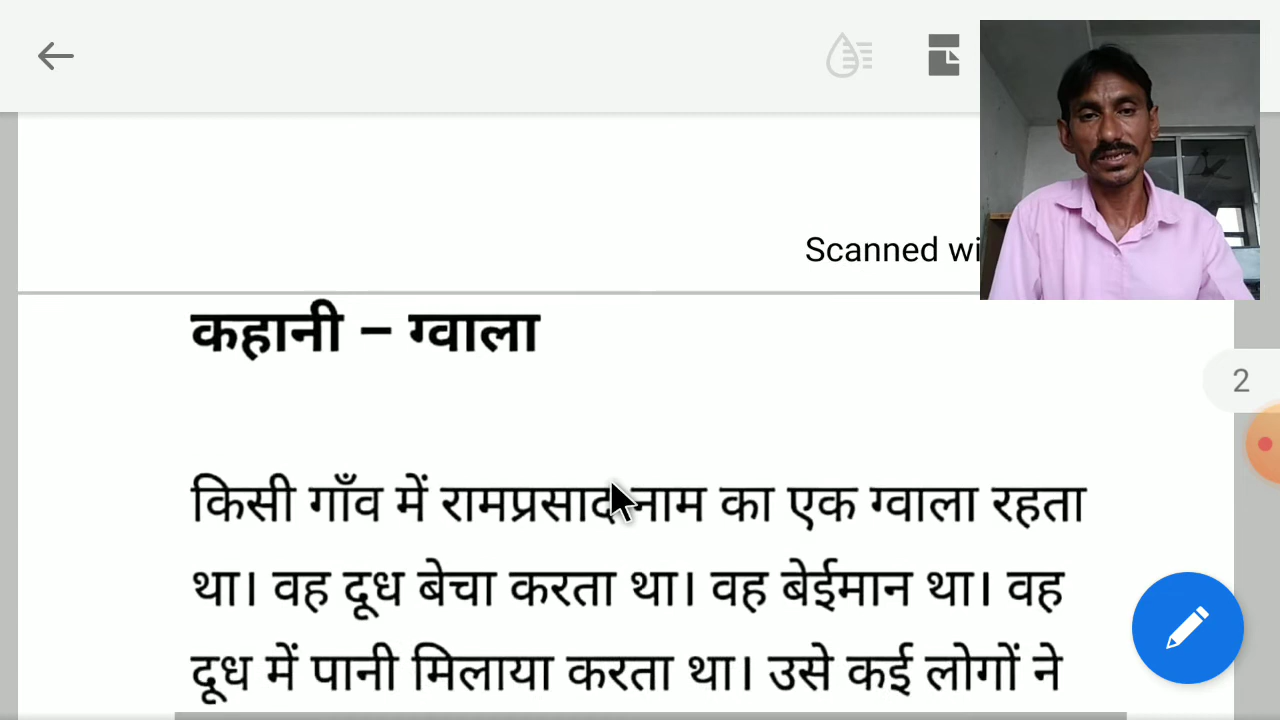 Scanned wi
कहानी – ग्वाला
2
किसी गाँव में रामप्रसाद नाम का एक ग्वाला रहता
था। वह दूध बेचा करता था। वह बेईमान था। वह
दूध में पानी मिलाया करता था। उसे कई लोगों ने